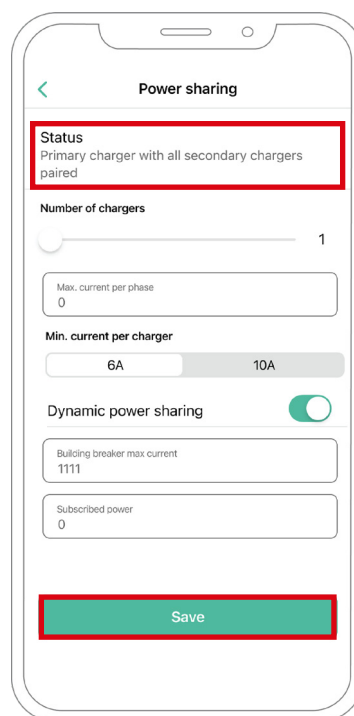 Power sharing
Status
Primary charger with all secondary chargers
paired
Number of chargers
1
Max. current per phase
0
Min. current per charger
6A 10A
Dynamic power sharing
Building breaker max current
1111
Subscribed power
0
Save